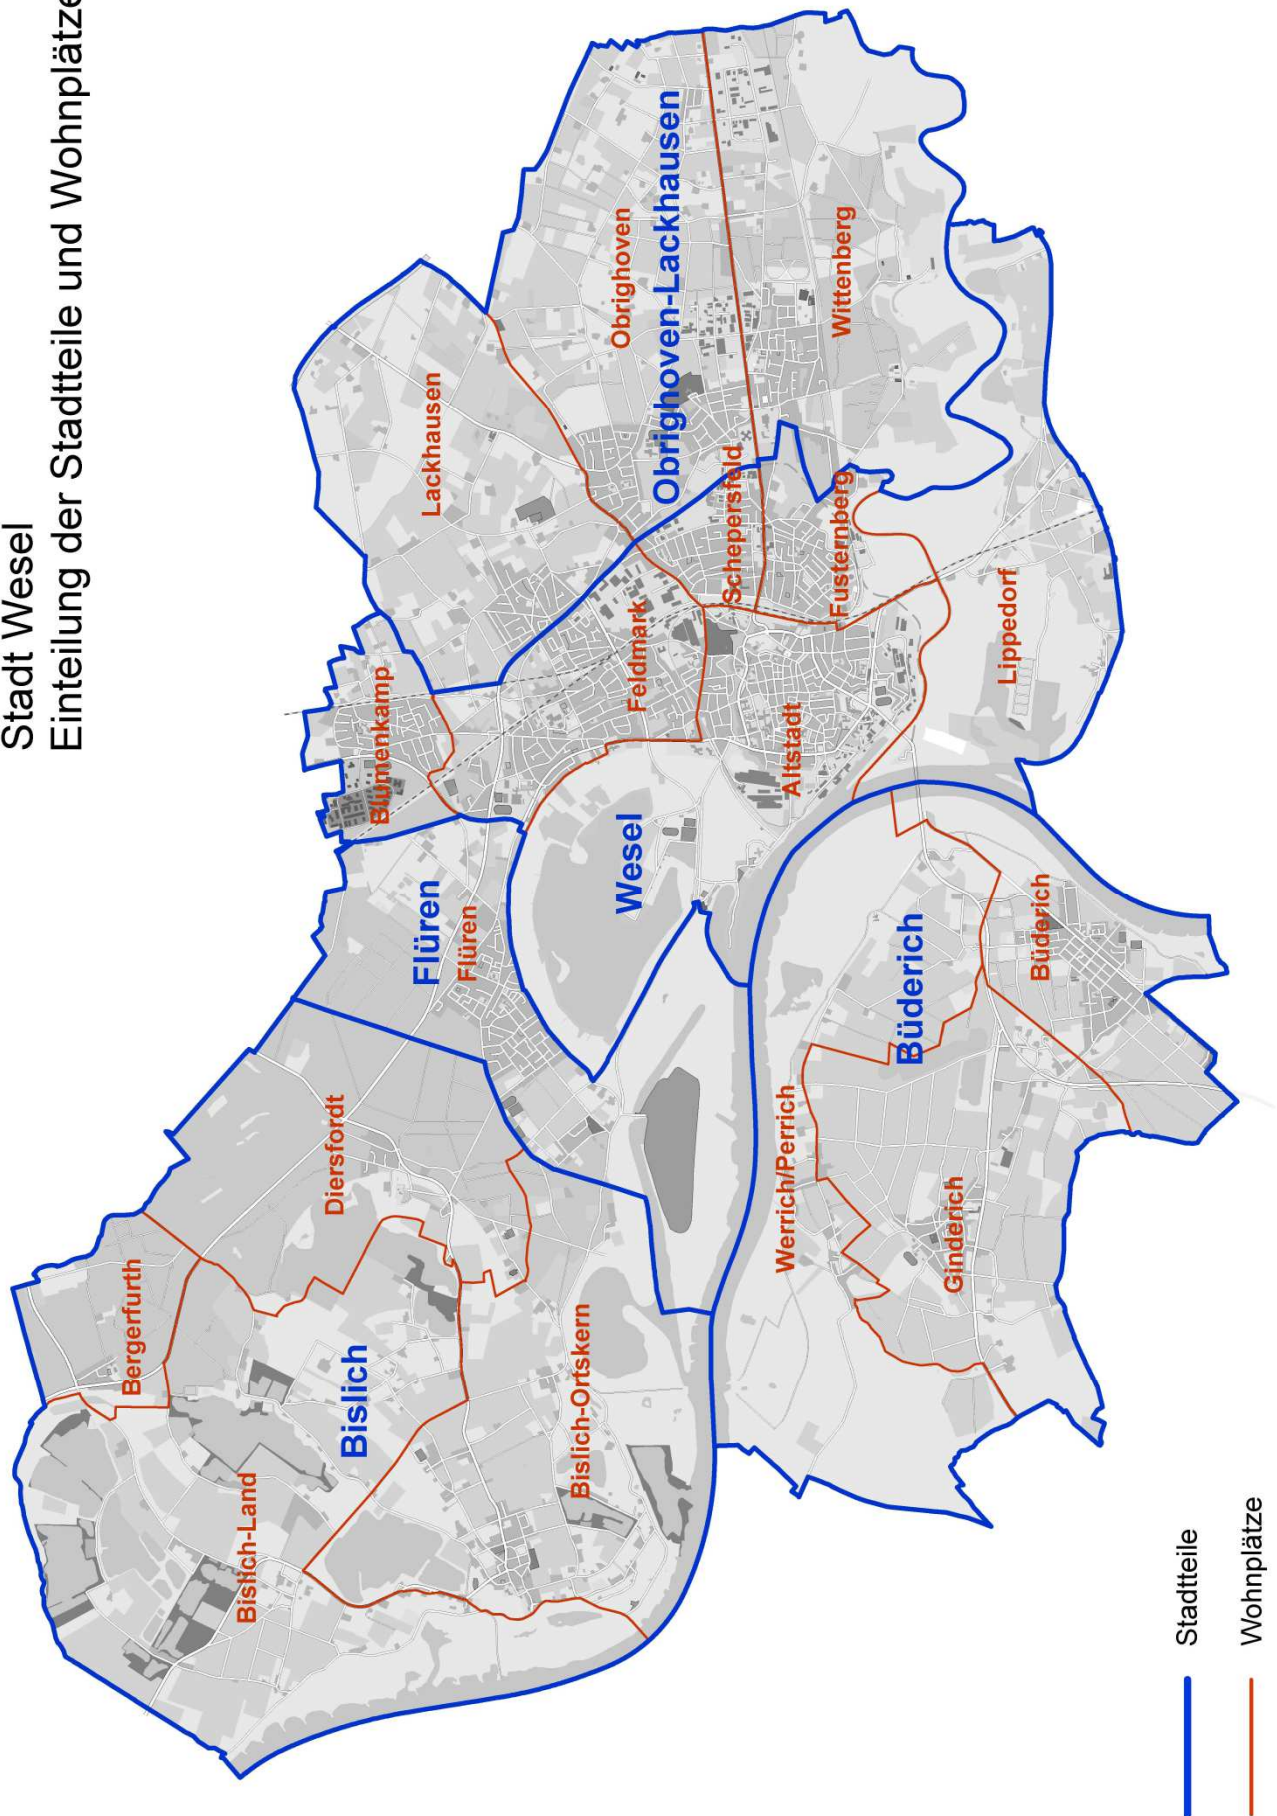 Stadt Wesel
Einteilung der Stadtteile und Wohnplätze
Bislich-Land
Bergerfurth
Bislich
Diersfordt
Bislich-Ortskern
Flüren
Flüren
Blumenkamp
Lackhausen
Obrighoven
Obrighoven-Lackhausen
Feldmark
Wesel
Schepersfeld
Altstadt
Fusternberg
Wittenberg
Lippedorf
Werrich/Perrich
Büderich
Ginderich
Büderich
Stadtteile
Wohnplätze